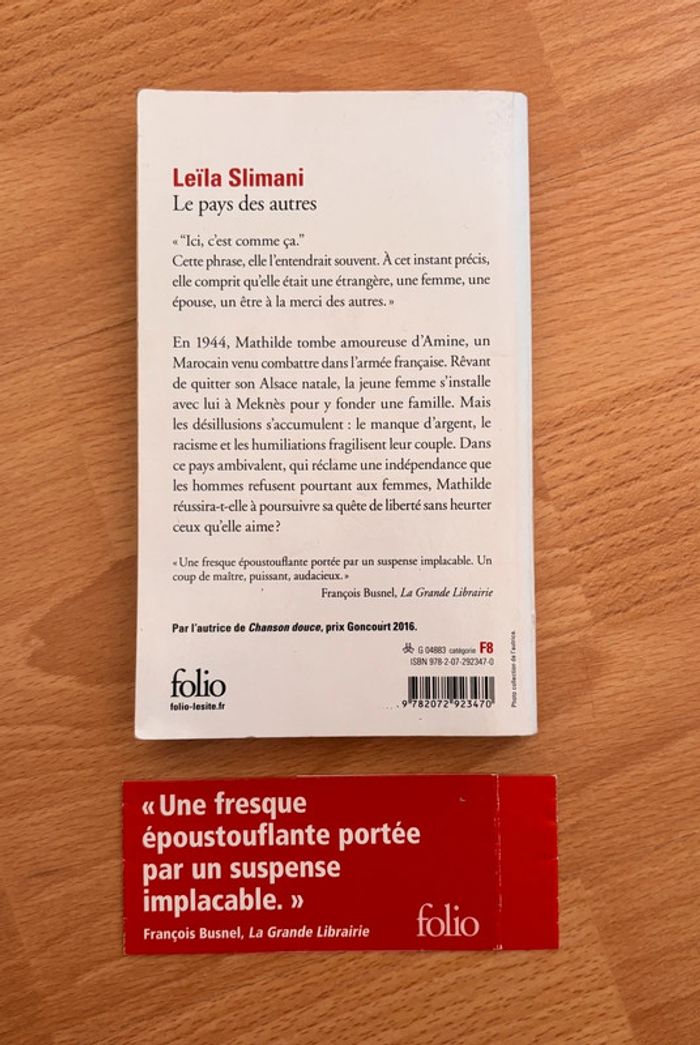 Leïla Slimani
Le pays des autres
« “Ici, c’est comme ça.”
Cette phrase, elle l’entendrait souvent. À cet instant précis,
elle comprit qu’elle était une étrangère, une femme, une
épouse, un être à la merci des autres. »
En 1944, Mathilde tombe amoureuse d’Amine, un
Marocain venu combattre dans l’armée française. Rêvant
de quitter son Alsace natale, la jeune femme s’installe
avec lui à Meknès pour y fonder une famille. Mais
les désillusions s’accumulent : le manque d’argent, le
racisme et les humiliations fragilisent leur couple. Dans
ce pays ambivalent, qui réclame une indépendance que
les hommes refusent pourtant aux femmes, Mathilde
réussira-t-elle à poursuivre sa quête de liberté sans heurter
ceux qu’elle aime ?
« Une fresque époustouflante portée par un suspense implacable. Un
coup de maître, puissant, audacieux. »
François Busnel, La Grande Librairie
Par l’autrice de Chanson douce, prix Goncourt 2016.
G 04883 catégorie F8
ISBN 978-2-07-292347-0
folio
folio-lesite.fr
9 782072 923470
Photo collection de l’autrice.
« Une fresque
époustouflante portée
par un suspense
implacable. »
François Busnel, La Grande Librairie
folio